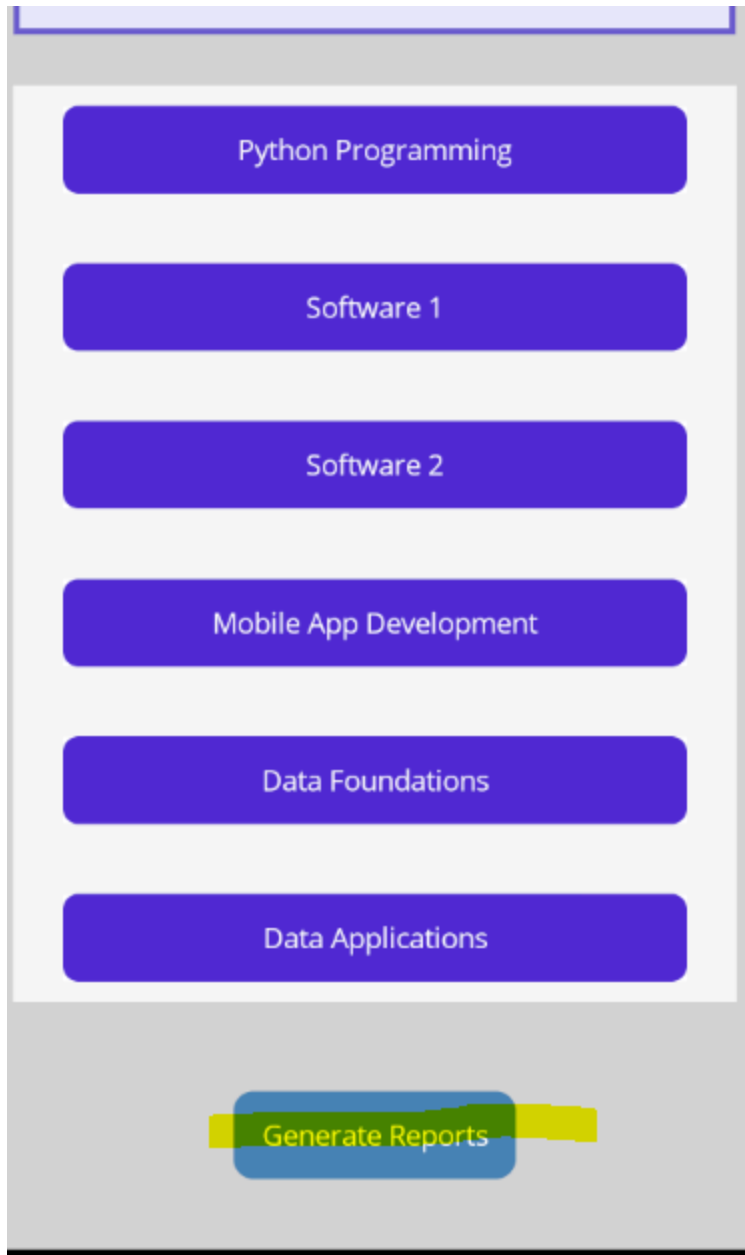 Python Programming
Software 1
Software 2
Mobile App Development
Data Foundations
Data Applications
Generate Reports